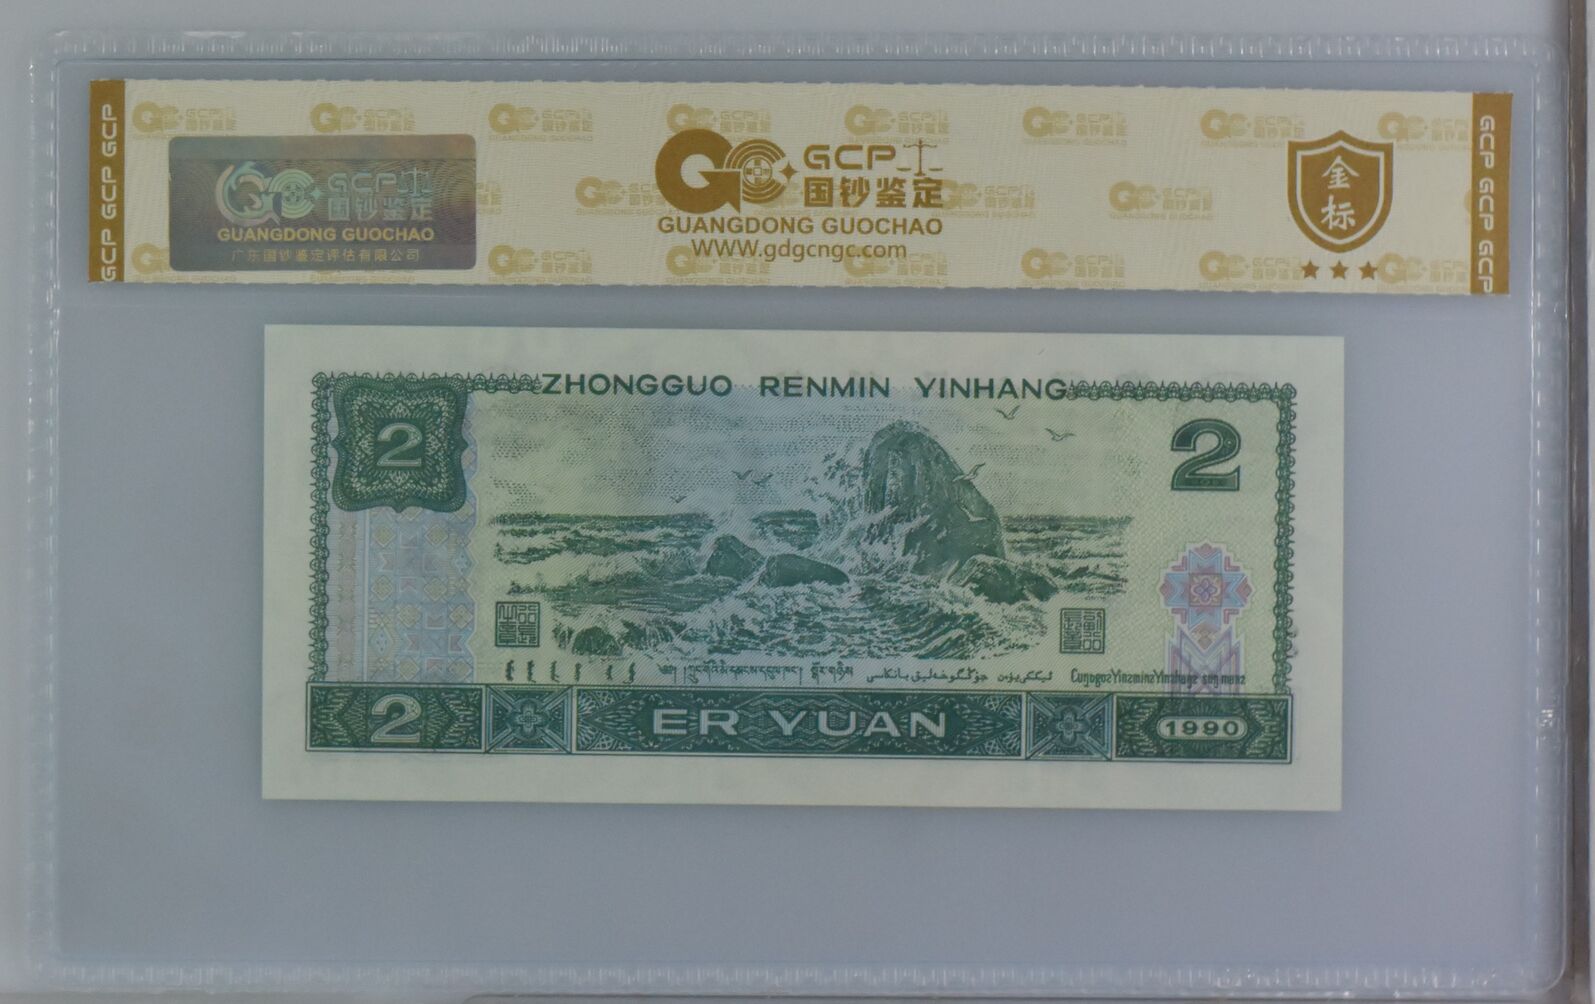 GCP GCP GCP
GCP
国钞鉴定
GUANGDONG GUOCHAO
广东国钞鉴定评估有限公司
GCP
国钞鉴定
GUANGDONG GUOCHAO
WWW.gdgcngc.com
金标
GCP GCP GCP
ZHONGGUO RENMIN YINHANG
2
2
2 ER YUAN 1990